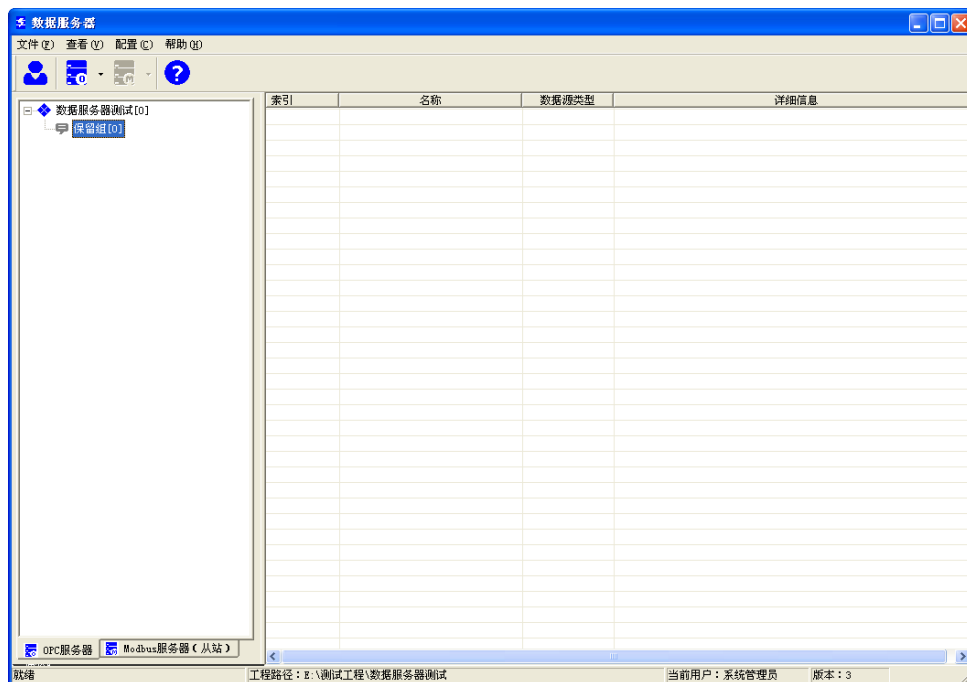 数据服务器
文件(F) 查看(V) 配置(C) 帮助(H)
索引 名称 数据源类型 详细信息
数据服务器测试[0]
保留组[0]
OPC服务器 Modbus服务器(从站)
就绪 工程路径:E:\测试工程\数据服务器测试 当前用户:系统管理员 版本:3